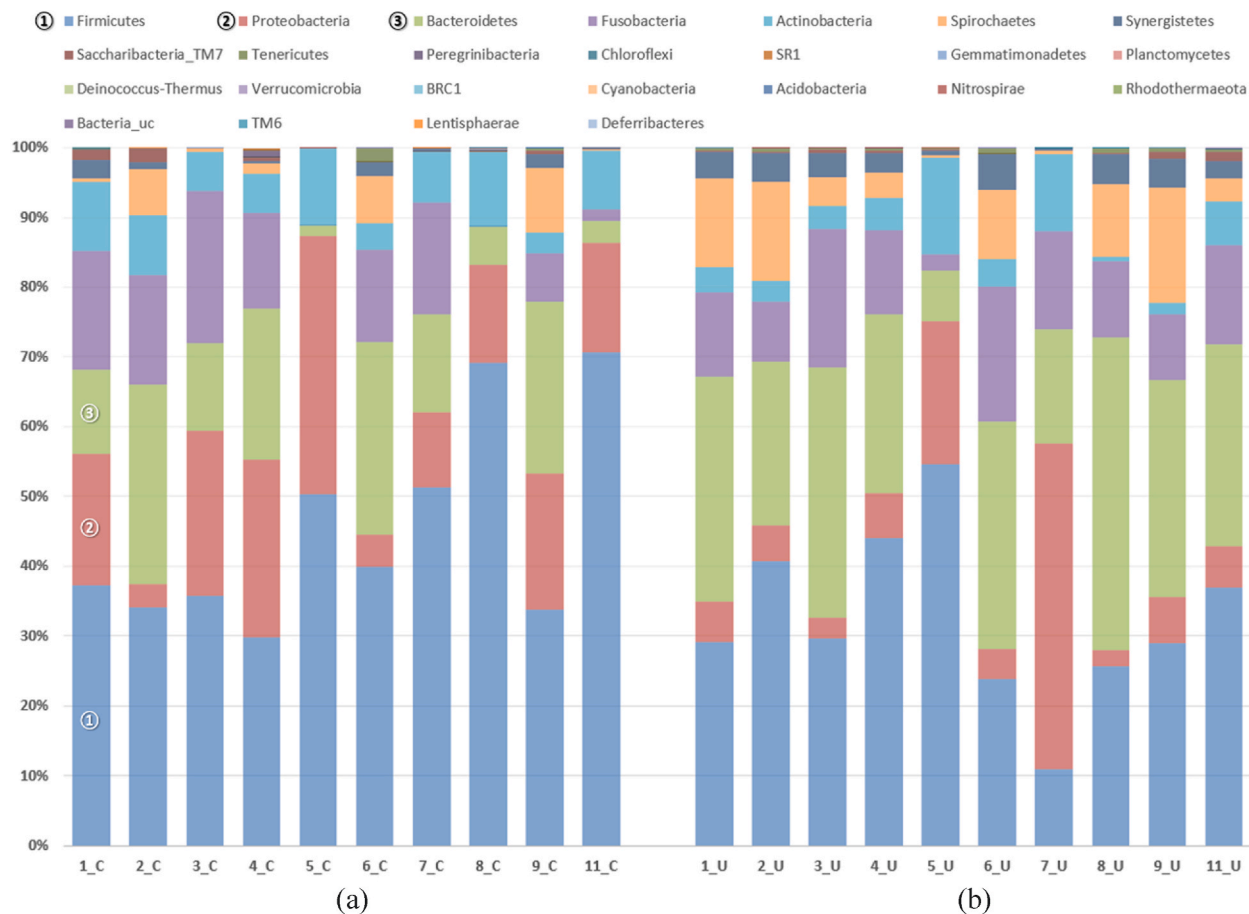 ① Firmicutes ② Proteobacteria ③ Bacteroidetes Fusobacteria Actinobacteria Spirochaetes Synergistetes
Saccharibacteria_TM7 Tenericutes Peregrinibacteria Chloroflexi SR1 Gemmatimonadetes Planctomycetes
Deinococcus-Thermus Verrucomicrobia BRC1 Cyanobacteria Acidobacteria Nitrospirae Rhodothermaeota
Bacteria_uc TM6 Lentisphaerae Deferribacteres
100%
90%
80%
70%
③
60%
50%
②
40%
30%
20%
①
10%
0%
1_C 2_C 3_C 4_C 5_C 6_C 7_C 8_C 9_C 11_C 1_U 2_U 3_U 4_U 5_U 6_U 7_U 8_U 9_U 11_U
(a) (b)